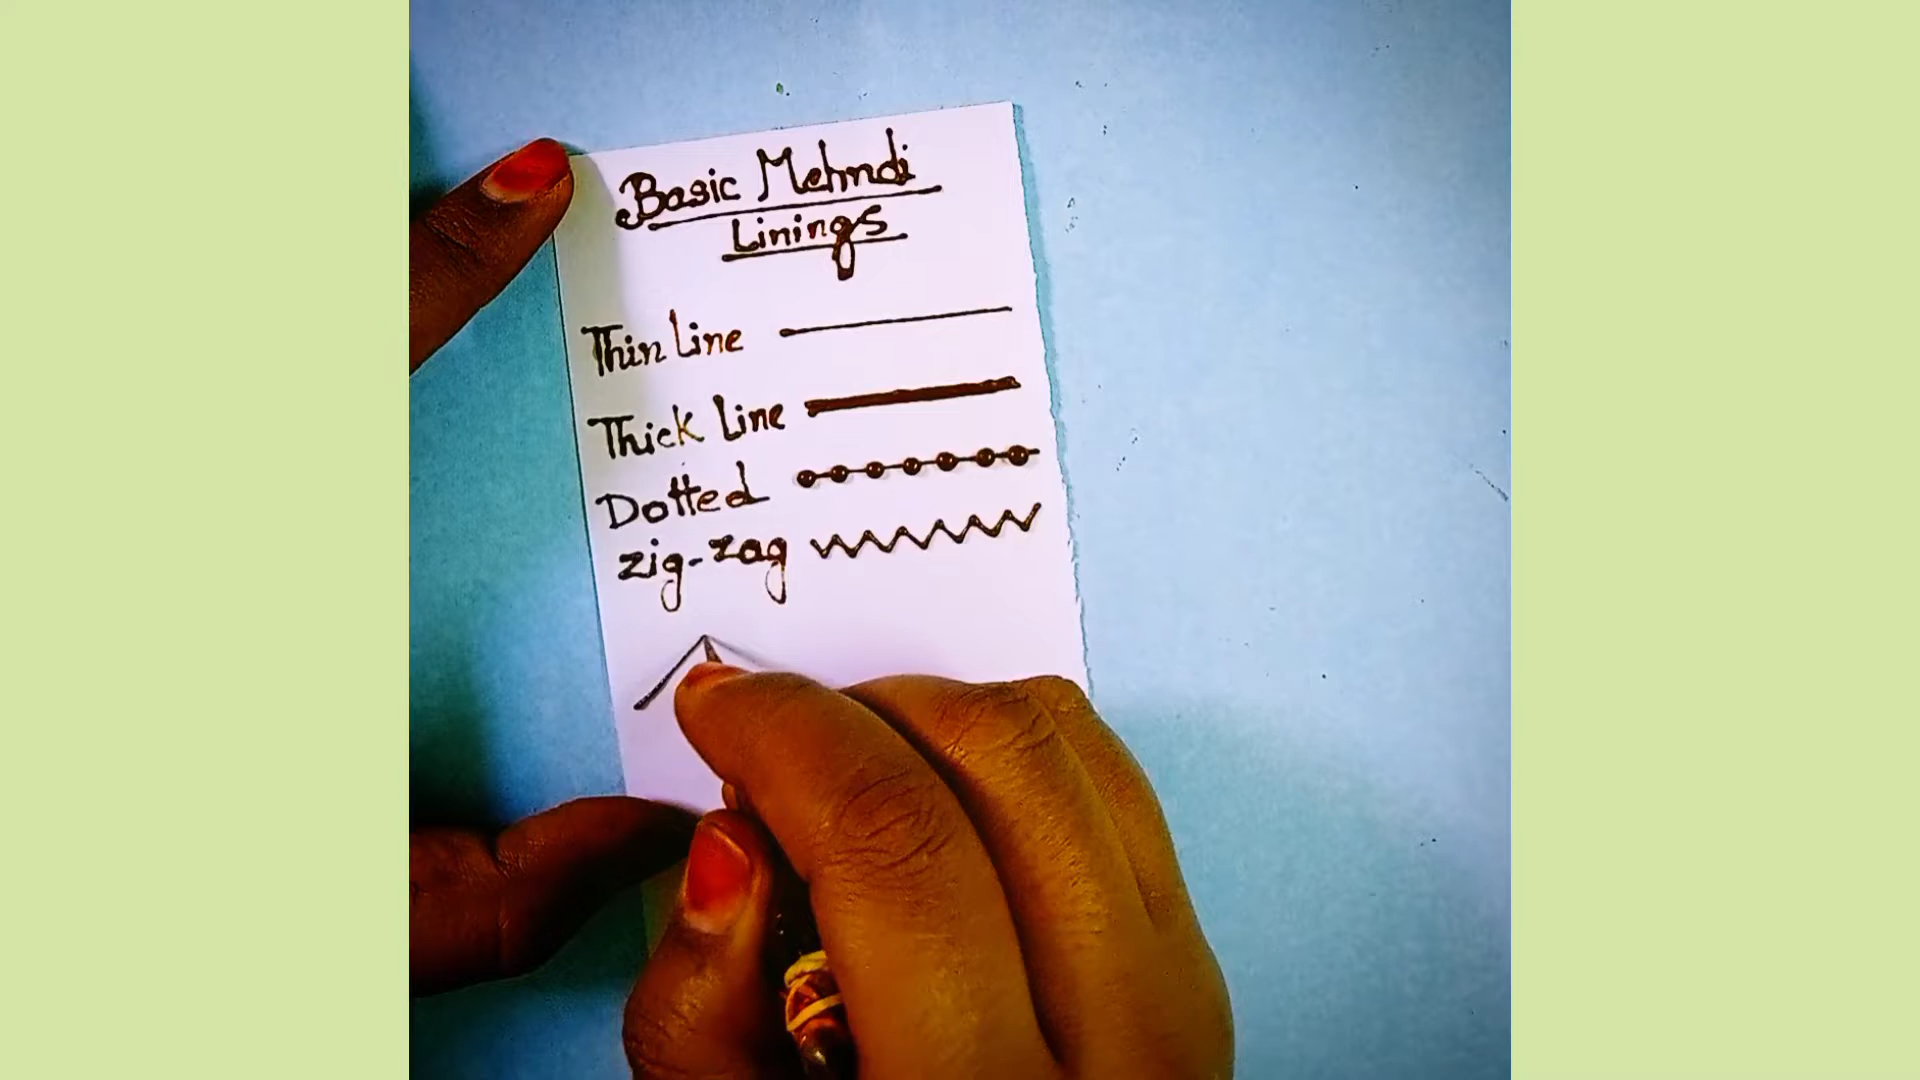 Basic Mehndi
Linings
Thin Line
Thick Line
Dotted
zig-zag